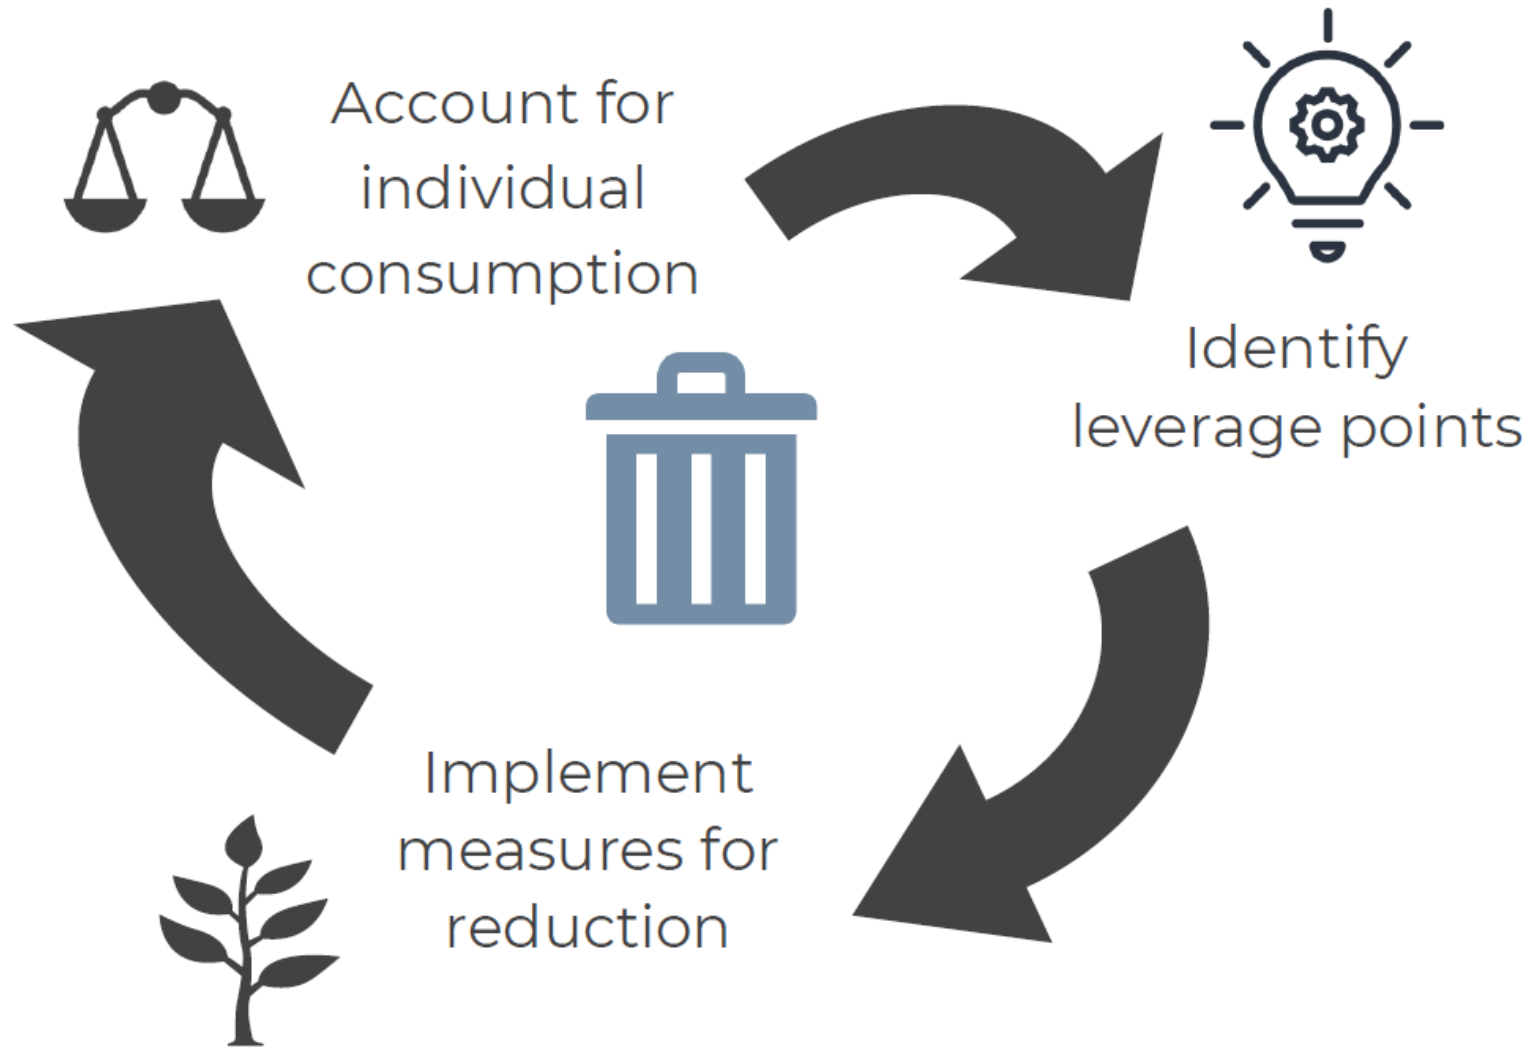 Account for
individual
consumption
Identify
leverage points
Implement
measures for
reduction